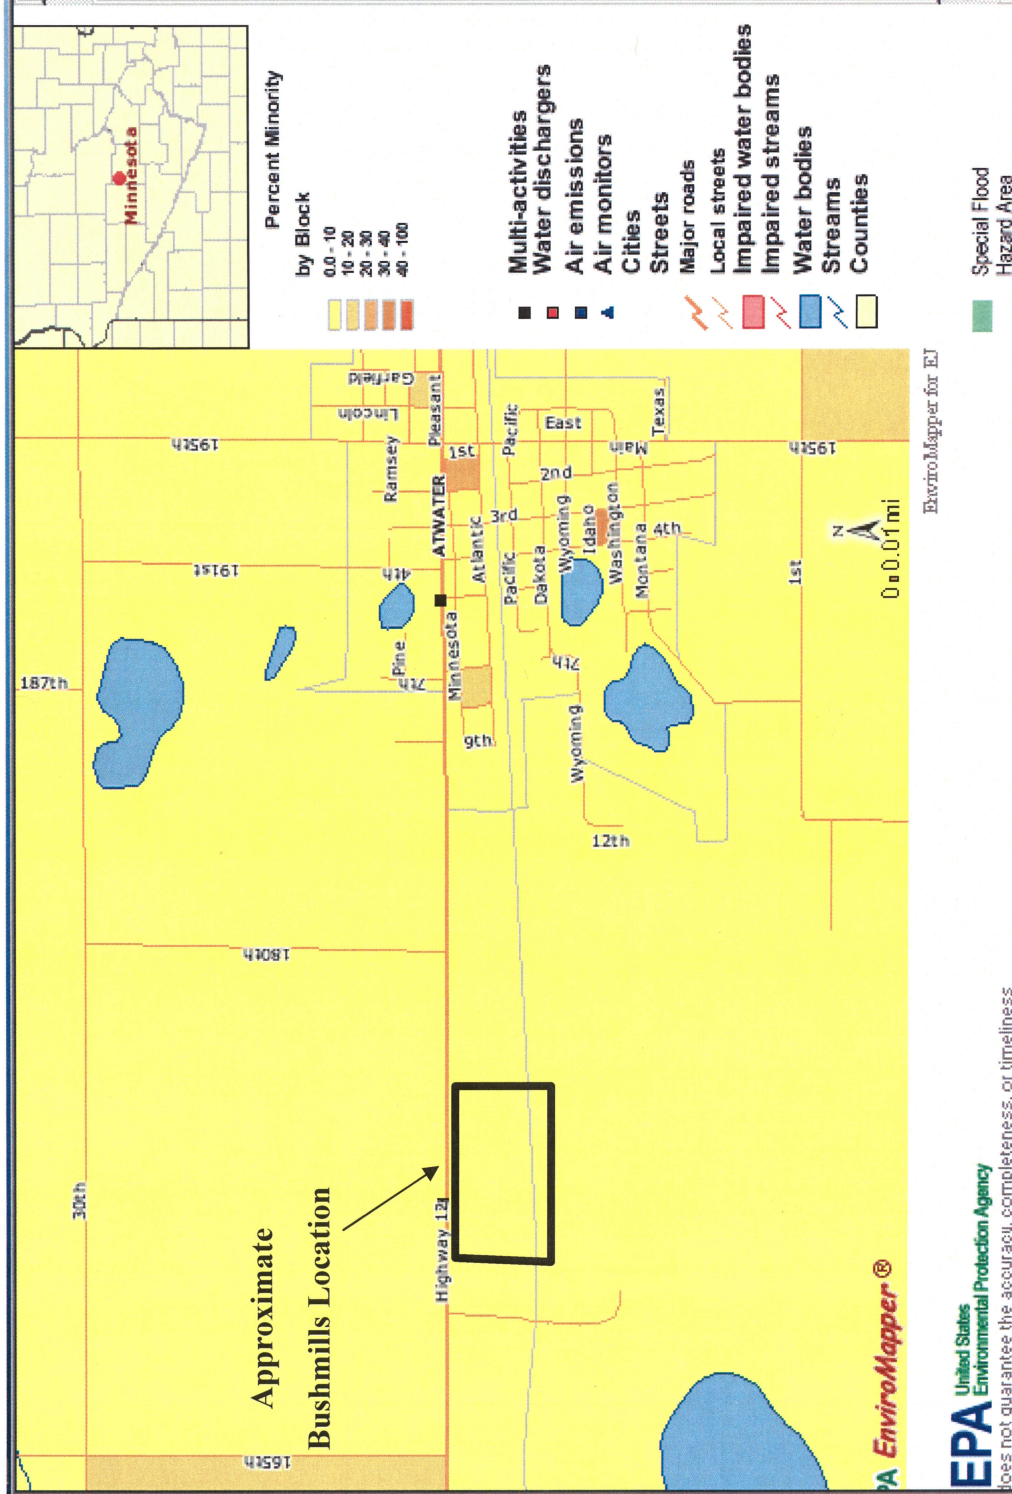 Minnesota
Percent Minority
by Block
0.0 - 10
10 - 20
20 - 30
30 - 40
40 - 100
Multi-activities
Water dischargers
Air emissions
Air monitors
Cities
Streets
Major roads
Local streets
Impaired water bodies
Impaired streams
Water bodies
Streams
Counties
Special Flood
Hazard Area
187th
195th
191st
30th
180th
165th
Garfield
Lincoln
Ramsey
Pleasant
4th
Pine
7th
ATWATER
1st
Minnesota
Atlantic
9th
3rd
Pacific
Pacific
East
2nd
Dakota
Wyoming
Idaho
Main
Texas
Washington
4th
Montana
7th
Wyoming
12th
195th
1st
N
0 0.01mi
Approximate
Bushmills Location
Highway 12
PA EnviroMapper®
EnviroMapper for EJ
EPA
United States
Environmental Protection Agency
does not guarantee the accuracy, completeness, or timeliness